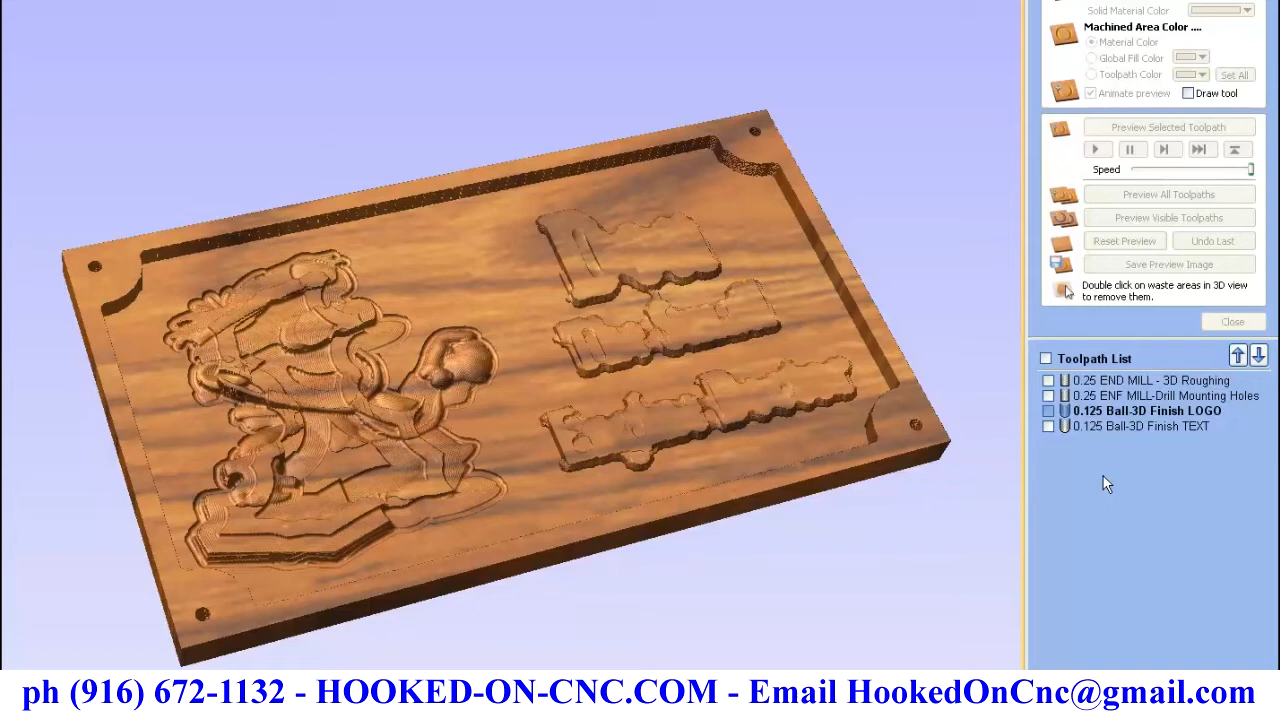 Solid Material Color
Machined Area Color ....
Material Color
Global Fill Color
Toolpath Color
Set All
Animate preview
Draw tool
Preview Selected Toolpath
Speed
Preview All Toolpaths
Preview Visible Toolpaths
Reset Preview
Undo Last
Save Preview Image
Double click on waste areas in 3D view
to remove them.
Close
Toolpath List
0.25 END MILL - 3D Roughing
0.25 ENF MILL-Drill Mounting Holes
0.125 Ball-3D Finish LOGO
0.125 Ball-3D Finish TEXT
ph (916) 672-1132 - HOOKED-ON-CNC.COM - Email HookedOnCnc@gmail.com